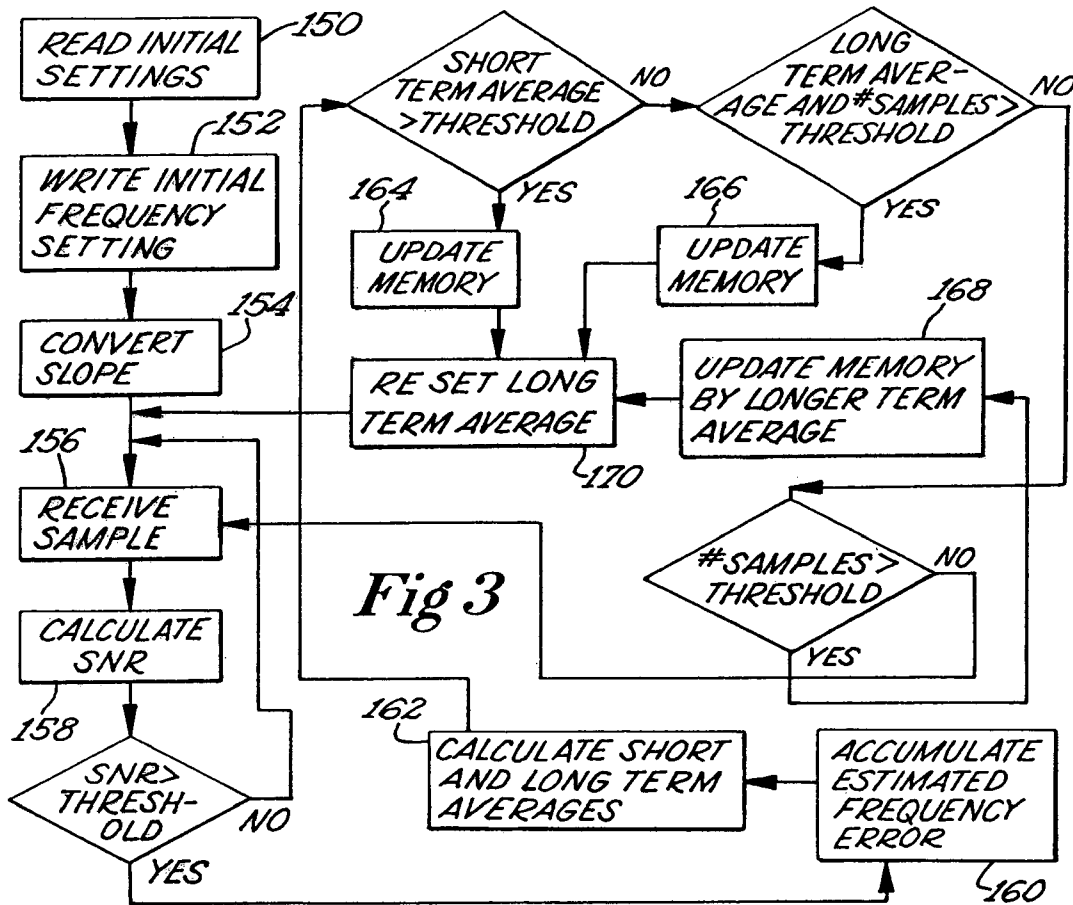 READ INITIAL
SETTINGS
150
152
WRITE INITIAL
FREQUENCY
SETTING
154
CONVERT
SLOPE
156
RECEIVE
SAMPLE
CALCULATE
SNR
158
SNR>
THRESH-
OLD
NO
YES
SHORT
TERM AVERAGE
>THRESHOLD
NO
YES
LONG
TERM AVER-
AGE AND #SAMPLES>
THRESHOLD
NO
YES
164
UPDATE
MEMORY
166
UPDATE
MEMORY
168
UPDATE MEMORY
BY LONGER TERM
AVERAGE
RE SET LONG
TERM AVERAGE
170
#SAMPLES>
THRESHOLD
NO
YES
Fig 3
162
CALCULATE SHORT
AND LONG TERM
AVERAGES
ACCUMULATE
ESTIMATED
FREQUENCY
ERROR
160